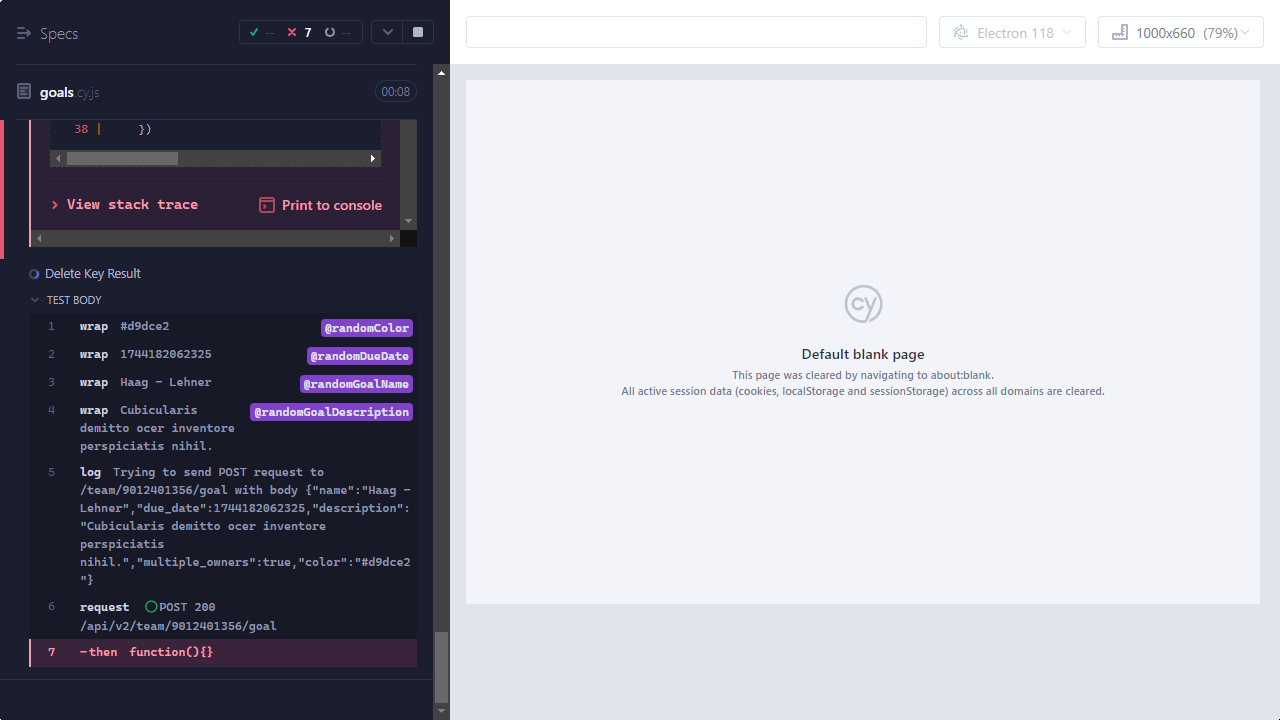 Specs
--
7
--
Electron 118
1000x660 (79%)
goals.cy.js
00:08
38 | })
View stack trace
Print to console
Delete Key Result
TEST BODY
1 wrap #d9dce2 @randomColor
2 wrap 1744182062325 @randomDueDate
3 wrap Haag - Lehner @randomGoalName
4 wrap Cubicularis @randomGoalDescription
demitto ocer inventore
perspiciatis nihil.
5 log Trying to send POST request to
/team/9012401356/goal with body {"name":"Haag -
Lehner","due_date":1744182062325,"description":
"Cubicularis demitto ocer inventore
perspiciatis
nihil.","multiple_owners":true,"color":"#d9dce2
"}
6 request POST 200
/api/v2/team/9012401356/goal
7 -then function(){}
cy
Default blank page
This page was cleared by navigating to about:blank.
All active session data (cookies, localStorage and sessionStorage) across all domains are cleared.